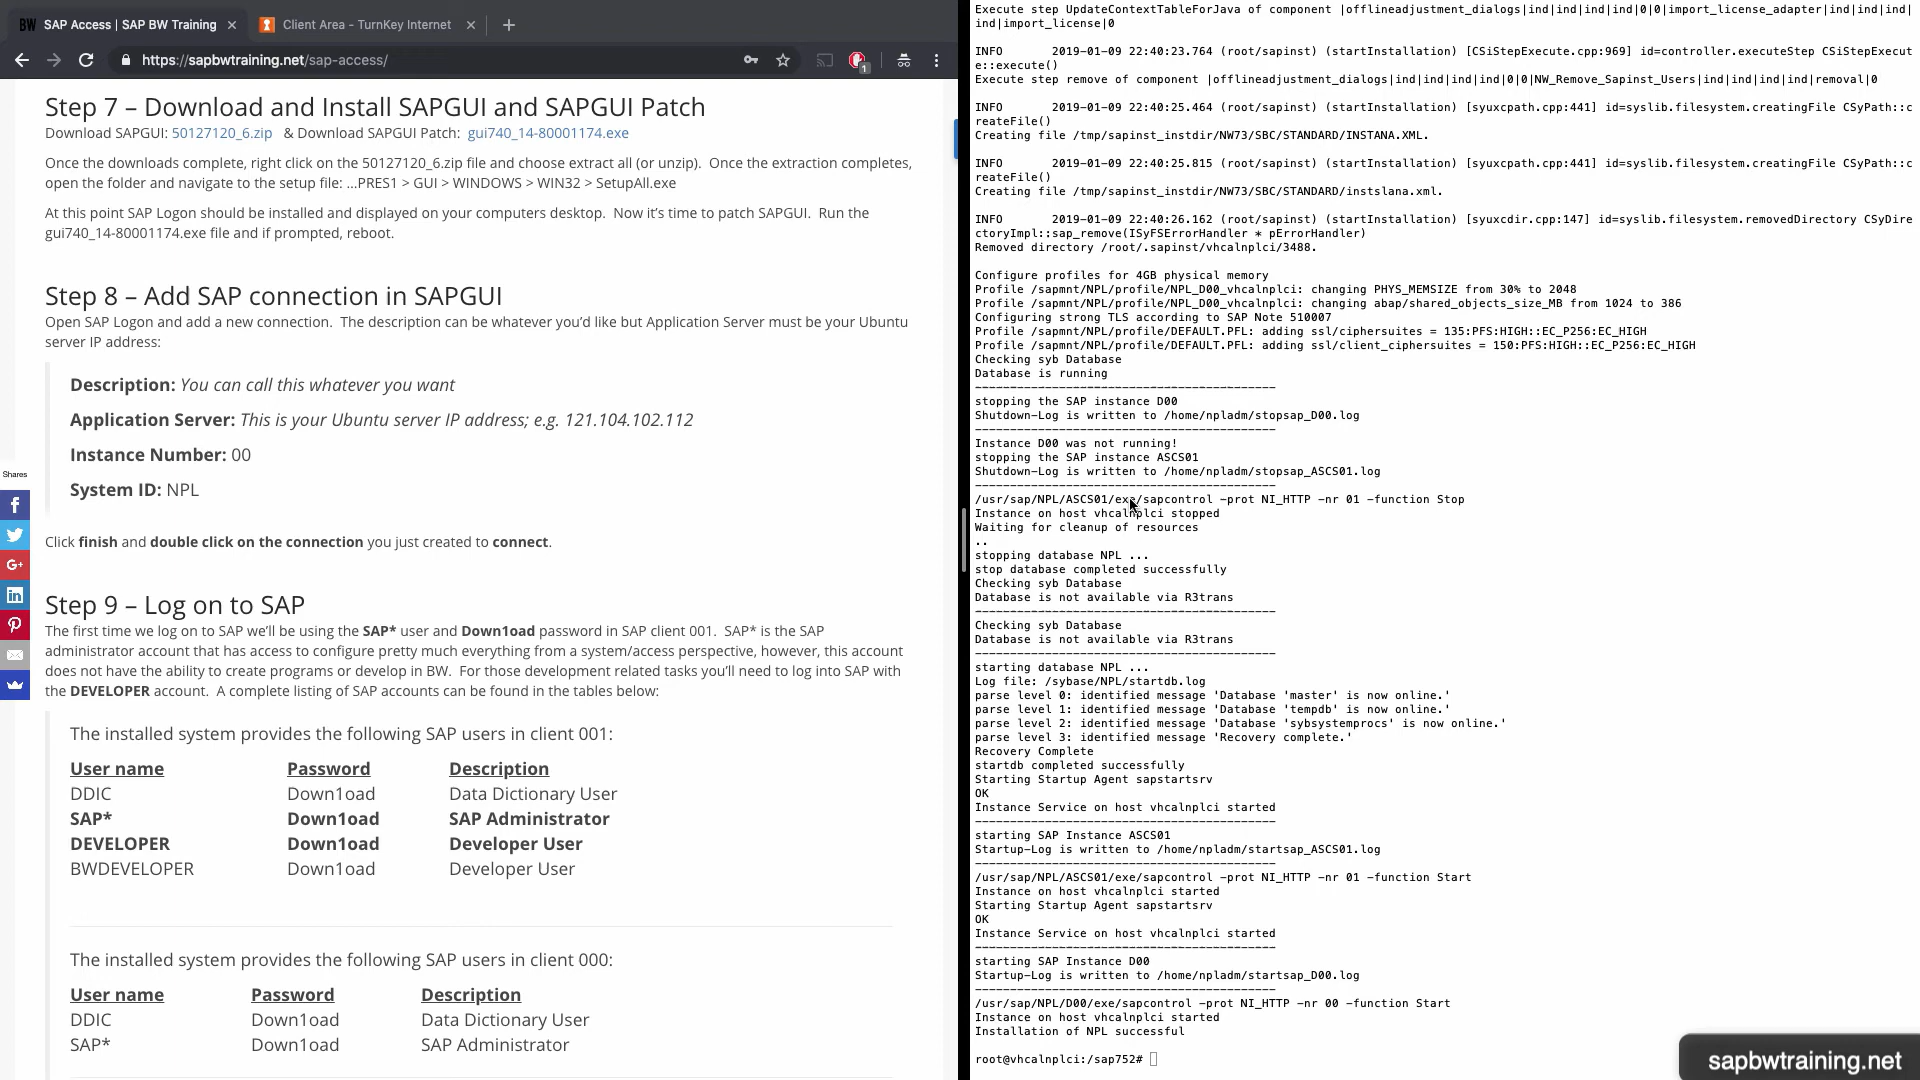 SAP Access | SAP BW Training
Client Area - TurnKey Internet
https://sapbwtraining.net/sap-access/
1
Step 7 – Download and Install SAPGUI and SAPGUI Patch
Download SAPGUI: 50127120_6.zip & Download SAPGUI Patch: gui740_14-80001174.exe
Once the downloads complete, right click on the 50127120_6.zip file and choose extract all (or unzip). Once the extraction completes,
open the folder and navigate to the setup file: ...PRES1 > GUI > WINDOWS > WIN32 > SetupAll.exe
At this point SAP Logon should be installed and displayed on your computers desktop. Now it's time to patch SAPGUI. Run the
gui740_14-80001174.exe file and if prompted, reboot.
Step 8 – Add SAP connection in SAPGUI
Open SAP Logon and add a new connection. The description can be whatever you'd like but Application Server must be your Ubuntu
server IP address:
Description: You can call this whatever you want
Application Server: This is your Ubuntu server IP address; e.g. 121.104.102.112
Instance Number: 00
System ID: NPL
Shares
Click finish and double click on the connection you just created to connect.
Step 9 – Log on to SAP
The first time we log on to SAP we'll be using the SAP* user and Down1oad password in SAP client 001. SAP* is the SAP
administrator account that has access to configure pretty much everything from a system/access perspective, however, this account
does not have the ability to create programs or develop in BW. For those development related tasks you'll need to log into SAP with
the DEVELOPER account. A complete listing of SAP accounts can be found in the tables below:
The installed system provides the following SAP users in client 001:
User name Password Description
DDIC Down1oad Data Dictionary User
SAP* Down1oad SAP Administrator
DEVELOPER Down1oad Developer User
BWDEVELOPER Down1oad Developer User
The installed system provides the following SAP users in client 000:
User name Password Description
DDIC Down1oad Data Dictionary User
SAP* Down1oad SAP Administrator
Execute step UpdateContextTableForJava of component |offlineadjustment_dialogs|ind|ind|ind|ind|0|0|import_license_adapter|ind|ind|ind|
ind|import_license|0
INFO 2019-01-09 22:40:23.764 (root/sapinst) (startInstallation) [CSiStepExecute.cpp:969] id=controller.executeStep CSiStepExecut
e::execute()
Execute step remove of component |offlineadjustment_dialogs|ind|ind|ind|ind|0|0|NW_Remove_Sapinst_Users|ind|ind|ind|ind|removal|0
INFO 2019-01-09 22:40:25.464 (root/sapinst) (startInstallation) [syuxcpath.cpp:441] id=syslib.filesystem.creatingFile CSyPath::c
reateFile()
Creating file /tmp/sapinst_instdir/NW73/SBC/STANDARD/INSTANA.XML.
INFO 2019-01-09 22:40:25.815 (root/sapinst) (startInstallation) [syuxcpath.cpp:441] id=syslib.filesystem.creatingFile CSyPath::c
reateFile()
Creating file /tmp/sapinst_instdir/NW73/SBC/STANDARD/instslana.xml.
INFO 2019-01-09 22:40:26.162 (root/sapinst) (startInstallation) [syuxcdir.cpp:147] id=syslib.filesystem.removedDirectory CSyDire
ctoryImpl::sap_remove(ISyFSErrorHandler * pErrorHandler)
Removed directory /root/.sapinst/vhcalnplci/3488.
Configure profiles for 4GB physical memory
Profile /sapmnt/NPL/profile/NPL_D00_vhcalnplci: changing PHYS_MEMSIZE from 30% to 2048
Profile /sapmnt/NPL/profile/NPL_D00_vhcalnplci: changing abap/shared_objects_size_MB from 1024 to 386
Configuring strong TLS according to SAP Note 510007
Profile /sapmnt/NPL/profile/DEFAULT.PFL: adding ssl/ciphersuites = 135:PFS:HIGH::EC_P256:EC_HIGH
Profile /sapmnt/NPL/profile/DEFAULT.PFL: adding ssl/client_ciphersuites = 150:PFS:HIGH::EC_P256:EC_HIGH
Checking syb Database
Database is running
-------------------------------------------
stopping the SAP instance D00
Shutdown-Log is written to /home/npladm/stopsap_D00.log
-------------------------------------------
Instance D00 was not running!
stopping the SAP instance ASCS01
Shutdown-Log is written to /home/npladm/stopsap_ASCS01.log
-------------------------------------------
/usr/sap/NPL/ASCS01/exe/sapcontrol -prot NI_HTTP -nr 01 -function Stop
Instance on host vhcalnplci stopped
Waiting for cleanup of resources
..
stopping database NPL ...
stop database completed successfully
Checking syb Database
Database is not available via R3trans
-------------------------------------------
Checking syb Database
Database is not available via R3trans
-------------------------------------------
starting database NPL ...
Log file: /sybase/NPL/startdb.log
parse level 0: identified message 'Database 'master' is now online.'
parse level 1: identified message 'Database 'tempdb' is now online.'
parse level 2: identified message 'Database 'sybsystemprocs' is now online.'
parse level 3: identified message 'Recovery complete.'
Recovery Complete
startdb completed successfully
Starting Startup Agent sapstartsrv
OK
Instance Service on host vhcalnplci started
-------------------------------------------
starting SAP Instance ASCS01
Startup-Log is written to /home/npladm/startsap_ASCS01.log
-------------------------------------------
/usr/sap/NPL/ASCS01/exe/sapcontrol -prot NI_HTTP -nr 01 -function Start
Instance on host vhcalnplci started
Starting Startup Agent sapstartsrv
OK
Instance Service on host vhcalnplci started
-------------------------------------------
starting SAP Instance D00
Startup-Log is written to /home/npladm/startsap_D00.log
-------------------------------------------
/usr/sap/NPL/D00/exe/sapcontrol -prot NI_HTTP -nr 00 -function Start
Instance on host vhcalnplci started
Installation of NPL successful
root@vhcalnplci:/sap752#
sapbwtraining.net